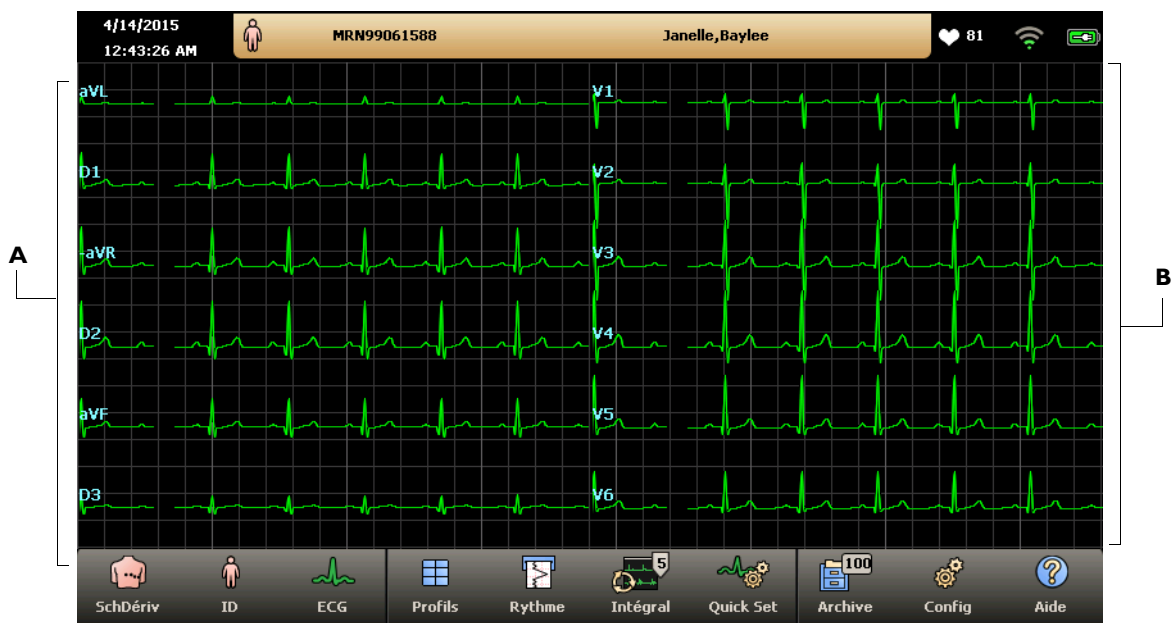 4/14/2015
12:43:26 AM
MRN99061588
Janelle,Baylee
81
aVL
V1
D1
V2
-aVR
V3
A
B
D2
V4
aVF
V5
D3
V6
5
100
SchDériv
ID
ECG
Profils
Rythme
Intégral
Quick Set
Archive
Config
Aide